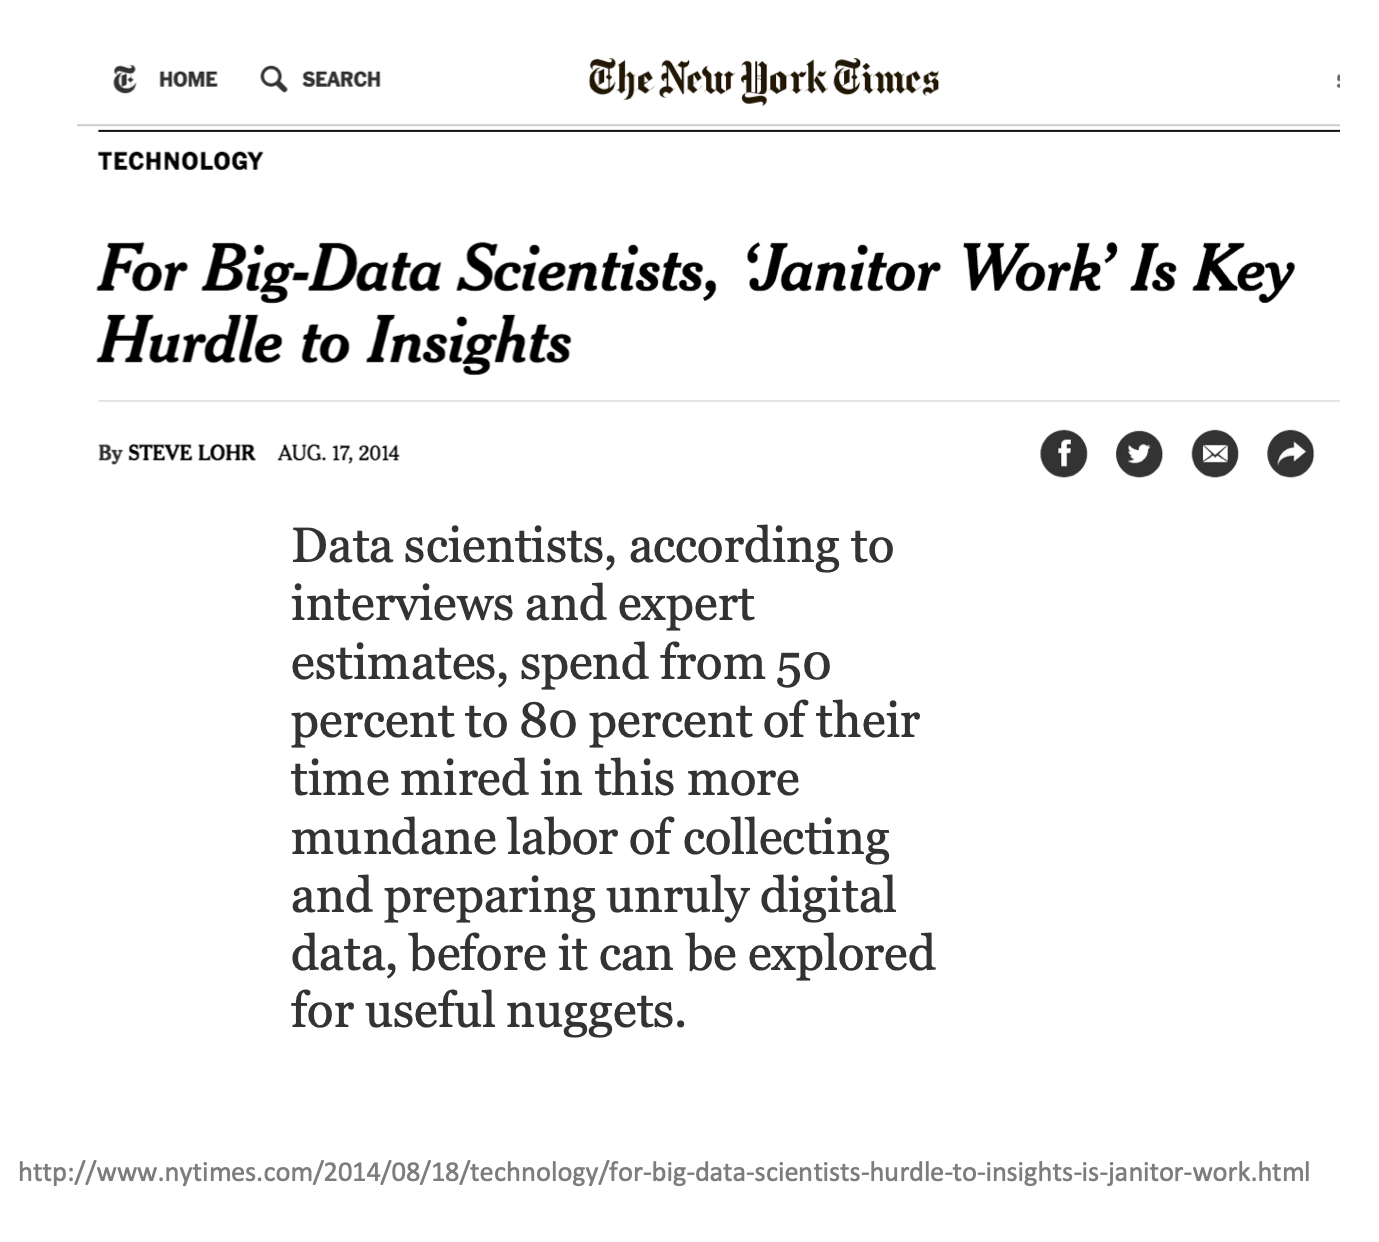 HOME SEARCH The New York Times
TECHNOLOGY
For Big-Data Scientists, ‘Janitor Work’ Is Key
Hurdle to Insights
By STEVE LOHR AUG. 17, 2014
Data scientists, according to
interviews and expert
estimates, spend from 50
percent to 80 percent of their
time mired in this more
mundane labor of collecting
and preparing unruly digital
data, before it can be explored
for useful nuggets.
http://www.nytimes.com/2014/08/18/technology/for-big-data-scientists-hurdle-to-insights-is-janitor-work.html